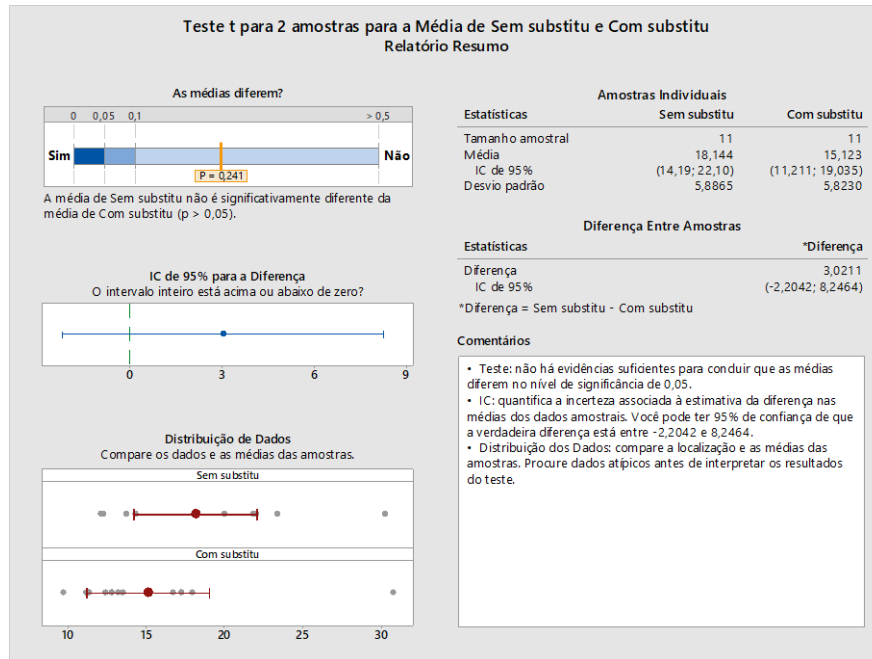 Teste t para 2 amostras para a Média de Sem substitu e Com substitu
Relatório Resumo
As médias diferem?
0 0,05 0,1 > 0,5
Sim Não
P = 0,241
A média de Sem substitu não é significativamente diferente da
média de Com substitu (p > 0,05).
IC de 95% para a Diferença
O intervalo inteiro está acima ou abaixo de zero?
0 3 6 9
Distribuição de Dados
Compare os dados e as médias das amostras.
Sem substitu
Com substitu
10 15 20 25 30
Amostras Individuais
Estatísticas Sem substitu Com substitu
Tamanho amostral 11 11
Média 18,144 15,123
IC de 95% (14,19; 22,10) (11,211; 19,035)
Desvio padrão 5,8865 5,8230
Diferença Entre Amostras
Estatísticas *Diferença
Diferença 3,0211
IC de 95% (-2,2042; 8,2464)
*Diferença = Sem substitu - Com substitu
Comentários
• Teste: não há evidências suficientes para concluir que as médias
diferem no nível de significância de 0,05.
• IC: quantifica a incerteza associada à estimativa da diferença nas
médias dos dados amostrais. Você pode ter 95% de confiança de que
a verdadeira diferença está entre -2,2042 e 8,2464.
• Distribuição dos Dados: compare a localização e as médias das
amostras. Procure dados atípicos antes de interpretar os resultados
do teste.